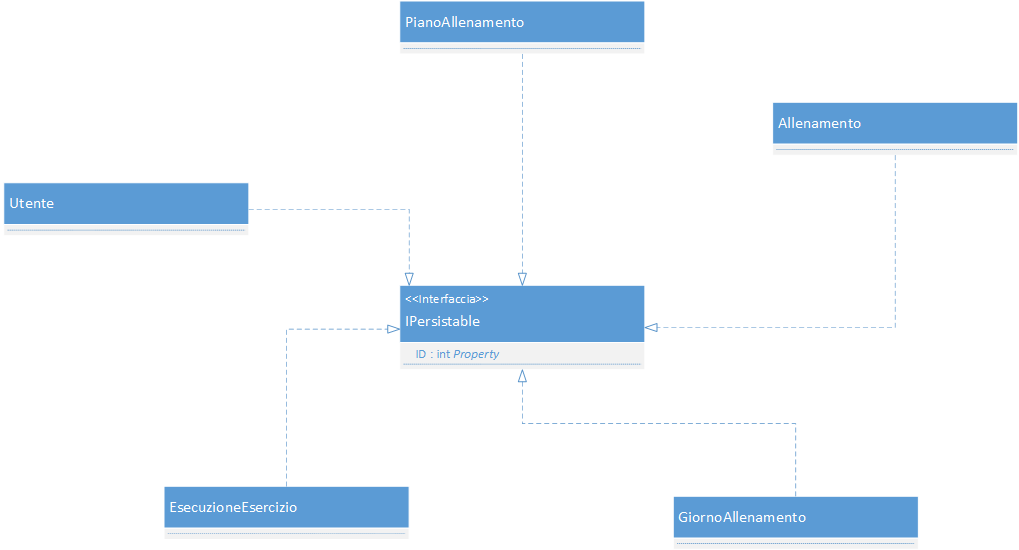 PianoAllenamento
Allenamento
Utente
<<Interfaccia>>
IPersistable
ID : int Property
EsecuzioneEsercizio
GiornoAllenamento